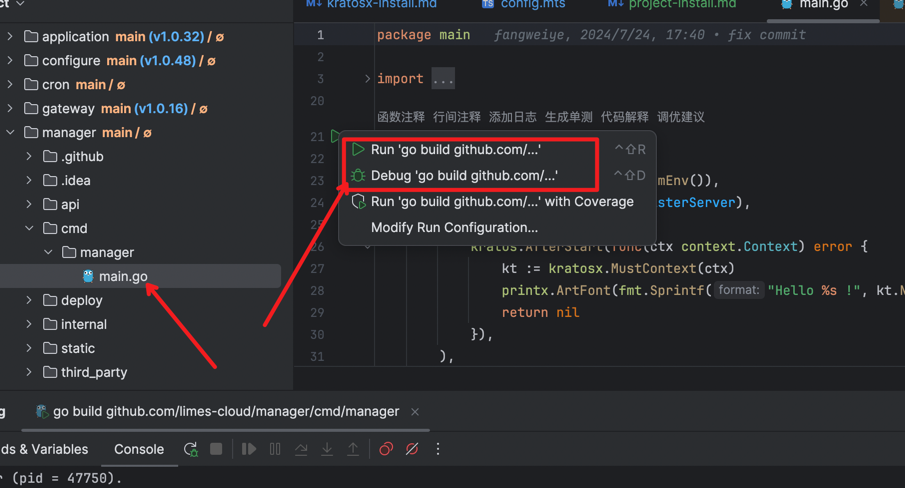 kratosx-install.md
config.mts
project-install.md
main.go
application main (v1.0.32) / ø
configure main (v1.0.48) / ø
cron main / ø
gateway main (v1.0.16) / ø
manager main / ø
.github
.idea
api
cmd
manager
main.go
deploy
internal
static
third_party
1 package main fangweiye, 2024/7/24, 17:40 • fix commit
2
3 import ...
20
函数注释 行间注释 添加日志 生成单测 代码解释 调优建议
21
22
23 mEnv()),
24 sterServer),
Run 'go build github.com/...' ^⇧R
Debug 'go build github.com/...' ^⇧D
Run 'go build github.com/...' with Coverage
Modify Run Configuration...
26 kratos.AfterStart(func(ctx context.Context) error {
27 kt := kratosx.MustContext(ctx)
28 printx.ArtFont(fmt.Sprintf( format: "Hello %s !", kt.
29 return nil
30 }),
31 ),
go build github.com/limes-cloud/manager/cmd/manager
ds & Variables Console
(pid = 47750).